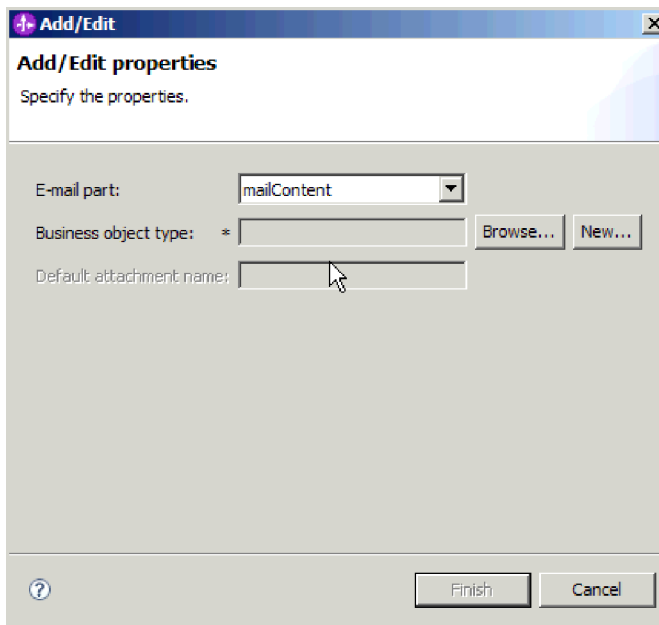 Add/Edit
Add/Edit properties
Specify the properties.
E-mail part: mailContent
Business object type: * Browse... New...
Default attachment name:
? Finish Cancel